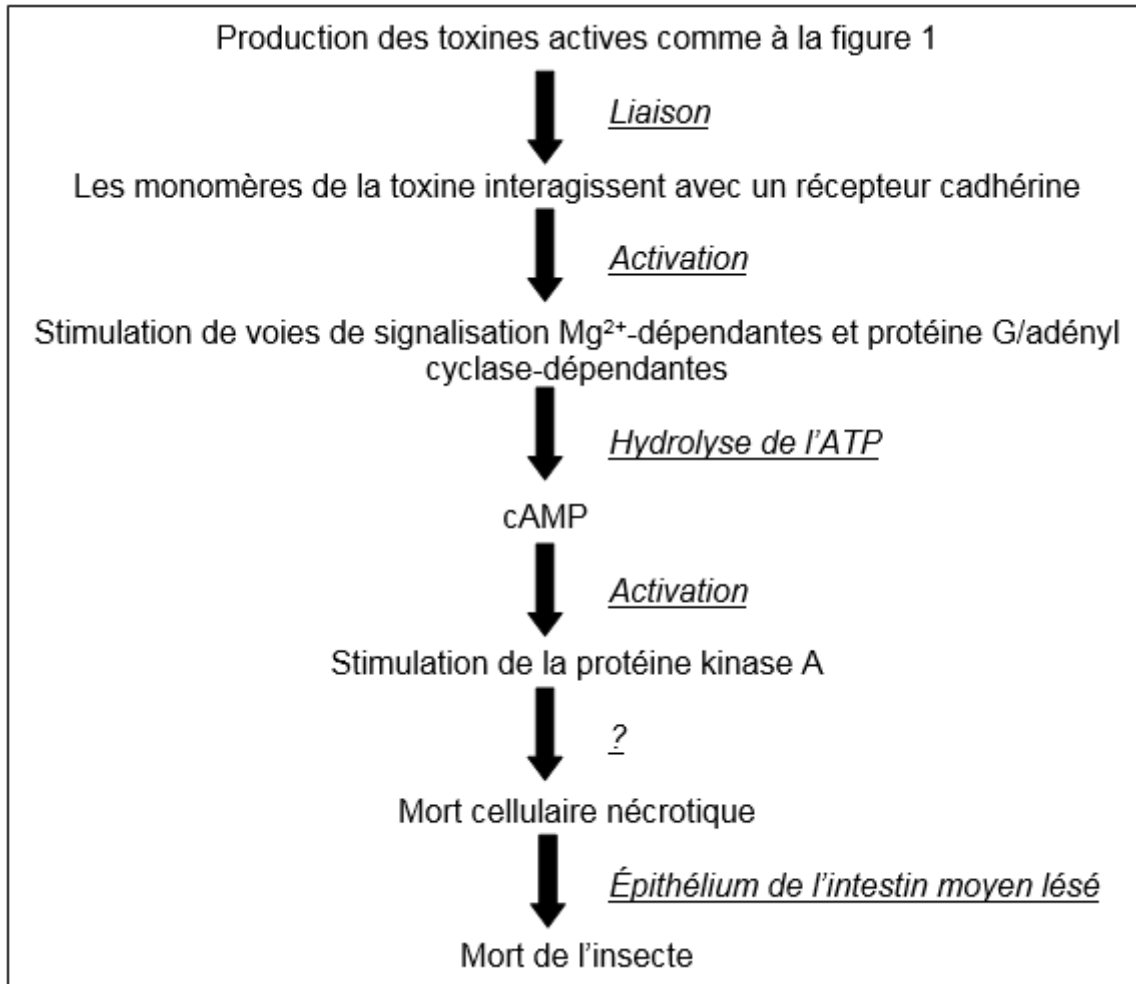 Production des toxines actives comme à la figure 1
Liaison
Les monomères de la toxine interagissent avec un récepteur cadhérine
Activation
Stimulation de voies de signalisation Mg²⁺-dépendantes et protéine G/adényl
cyclase-dépendantes
Hydrolyse de l'ATP
cAMP
Activation
Stimulation de la protéine kinase A
?
Mort cellulaire nécrotique
Épithélium de l'intestin moyen lésé
Mort de l'insecte